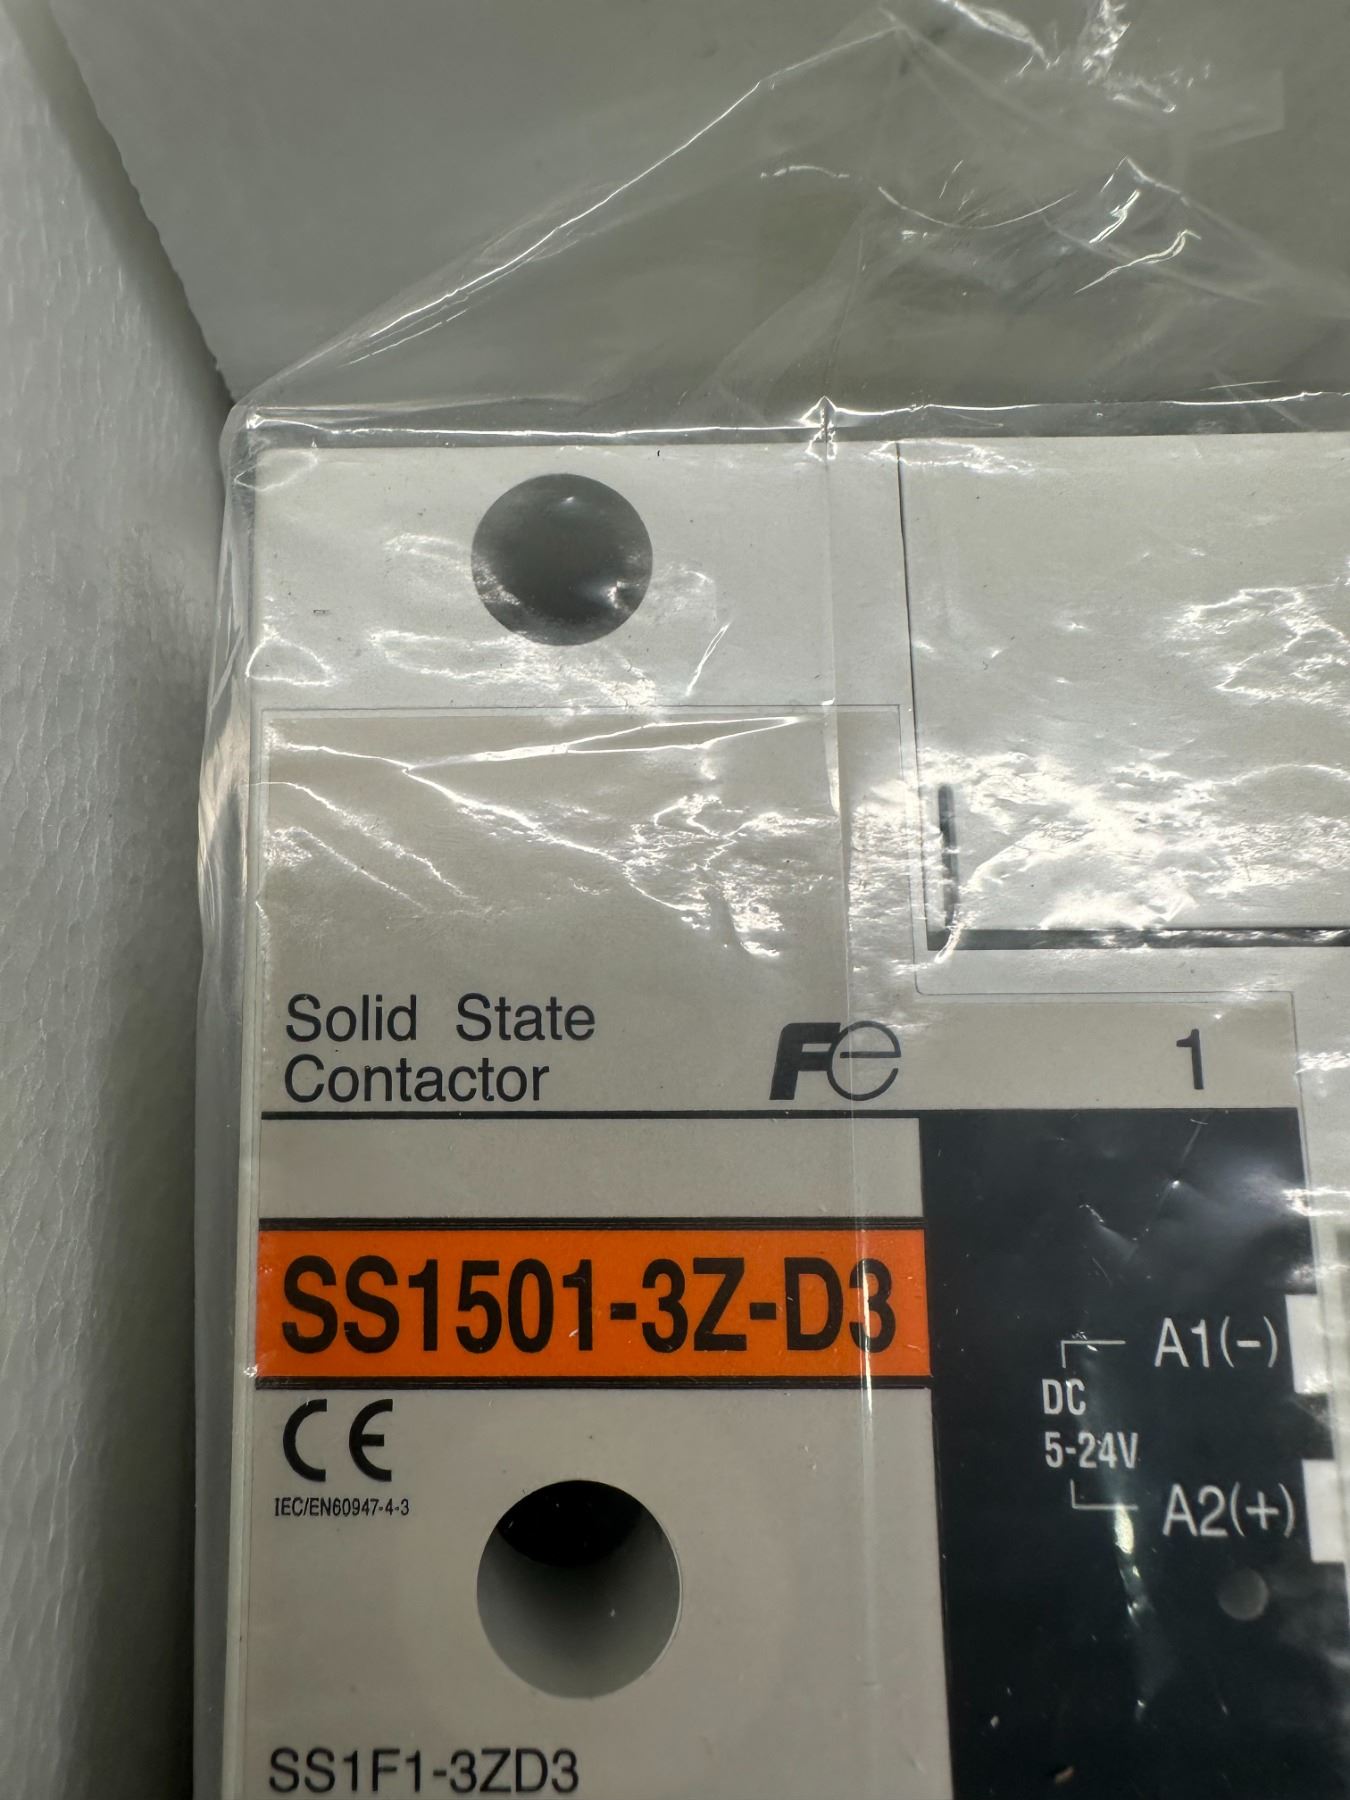 Solid State
Contactor
Fe
1
SS1501-3Z-D3
CE
IEC/EN60947-4-3
A1(-)
DC
5-24V
A2(+)
SS1F1-3ZD3